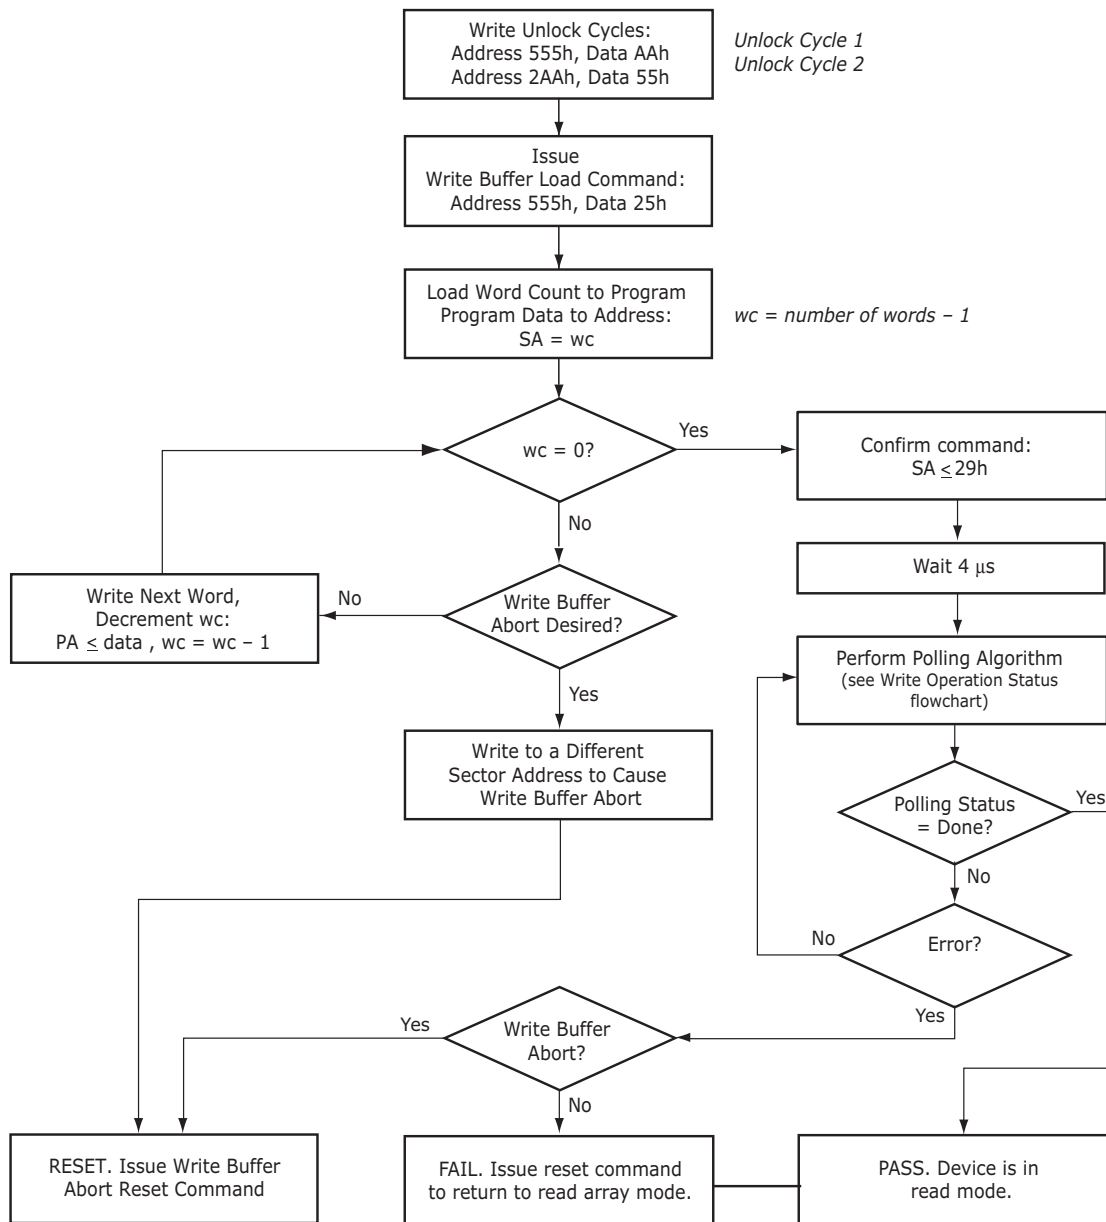 Write Unlock Cycles:
Address 555h, Data AAh
Address 2AAh, Data 55h
Unlock Cycle 1
Unlock Cycle 2
Issue
Write Buffer Load Command:
Address 555h, Data 25h
Load Word Count to Program
Program Data to Address:
SA = wc
wc = number of words – 1
wc = 0?
Yes
Confirm command:
SA ≤ 29h
No
Wait 4 μs
Write Next Word,
Decrement wc:
PA ≤ data , wc = wc – 1
No
Write Buffer
Abort Desired?
Perform Polling Algorithm
(see Write Operation Status
flowchart)
Yes
Write to a Different
Sector Address to Cause
Write Buffer Abort
Polling Status
= Done?
Yes
No
Error?
No
Yes
Write Buffer
Abort?
Yes
No
RESET. Issue Write Buffer
Abort Reset Command
FAIL. Issue reset command
to return to read array mode.
PASS. Device is in
read mode.